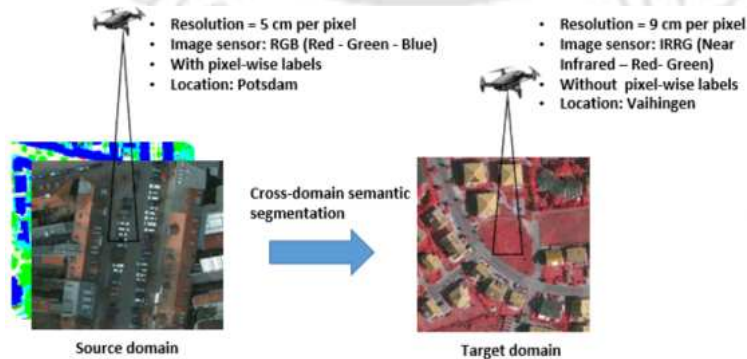 • Resolution = 5 cm per pixel
• Image sensor: RGB (Red - Green - Blue)
• With pixel-wise labels
• Location: Potsdam
• Resolution = 9 cm per pixel
• Image sensor: IRRG (Near
Infrared – Red- Green)
• Without pixel-wise labels
• Location: Vaihingen
Cross-domain semantic
segmentation
Source domain
Target domain